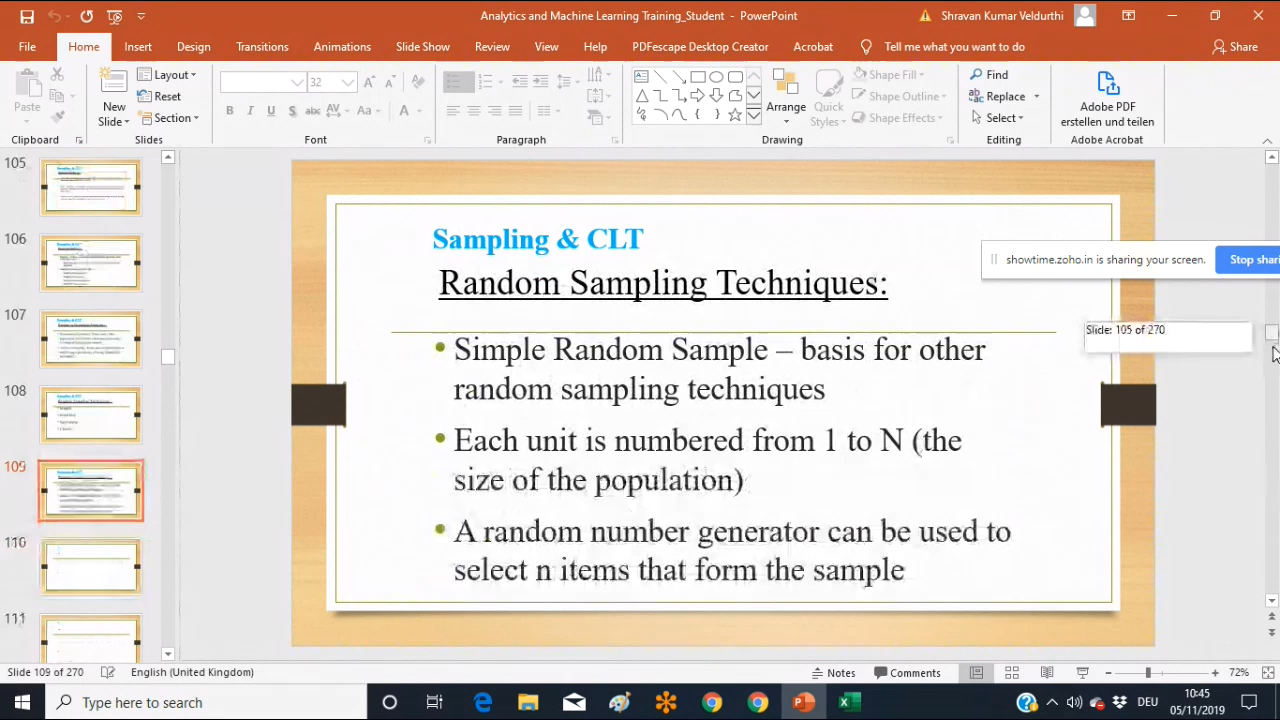 Analytics and Machine Learning Training_Student - PowerPoint
Shravan Kumar Veldurthi
File Home Insert Design Transitions Animations Slide Show Review View Help PDFescape Desktop Creator Acrobat Tell me what you want to do Share
Paste
New Slide
Layout
Reset
Section
32
B I U S abc AV Aa A
Arrange
Quick Styles
Shape Fill
Shape Outline
Shape Effects
Find
Replace
Select
Adobe PDF
erstellen und teilen
Clipboard Slides Font Paragraph Drawing Editing Adobe Acrobat
105
106
107
108
109
110
111
Sampling & CLT
Random Sampling Techniques:
• Simple Random Sample – basis for other
random sampling techniques
• Each unit is numbered from 1 to N (the
size of the population)
• A random number generator can be used to
select n items that form the sample
showtime.zoho.in is sharing your screen.
Stop shari
Slide: 105 of 270
Slide 109 of 270 English (United Kingdom) Notes Comments 72%
Type here to search
DEU
10:45
05/11/2019